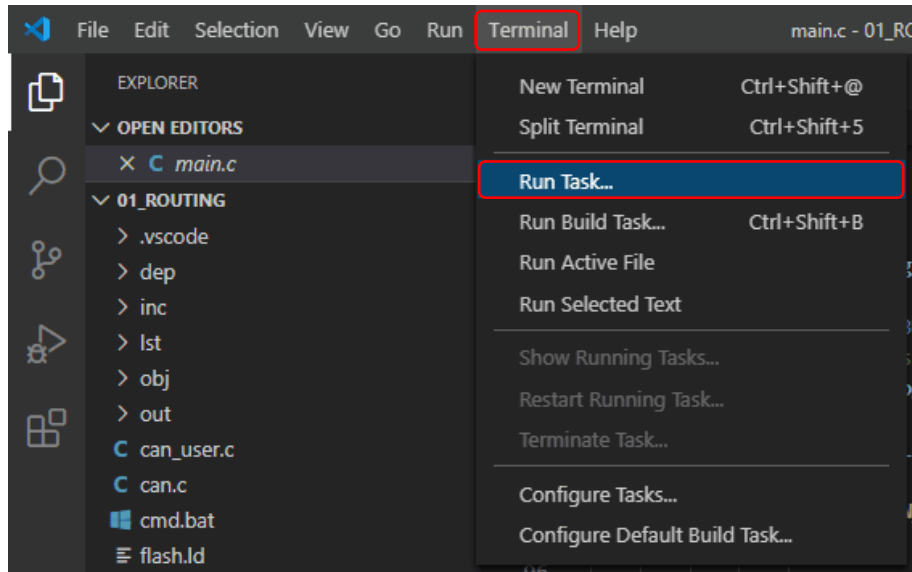 File Edit Selection View Go Run Terminal Help main.c - 01_RO
EXPLORER
OPEN EDITORS
C main.c
01_ROUTING
.vscode
dep
inc
lst
obj
out
C can_user.c
C can.c
cmd.bat
flash.ld
New Terminal Ctrl+Shift+@
Split Terminal Ctrl+Shift+5
Run Task...
Run Build Task... Ctrl+Shift+B
Run Active File
Run Selected Text
Show Running Tasks...
Restart Running Task...
Terminate Task...
Configure Tasks...
Configure Default Build Task...